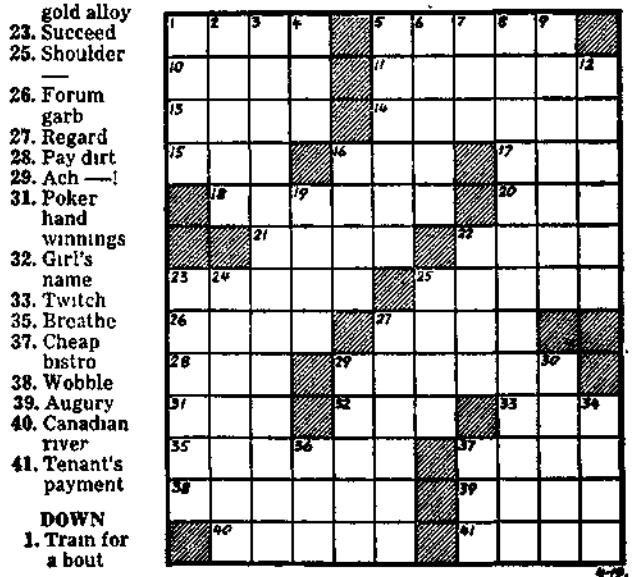 gold alloy
23. Succeed
25. Shoulder
—
26. Forum
garb
27. Regard
28. Pay dirt
29. Ach —!
31. Poker
hand
winnings
32. Girl's
name
33. Twitch
35. Breathe
37. Cheap
bistro
38. Wobble
39. Augury
40. Canadian
river
41. Tenant's
payment
DOWN
1. Train for
a bout
1 2 3 4 5 6 7 8 9
10 11 12
13 14
15 16 17
18 19 20
21 22
23 24 25
26 27
28 29 30
31 32 33 34
35 36 37
38 39
40 41